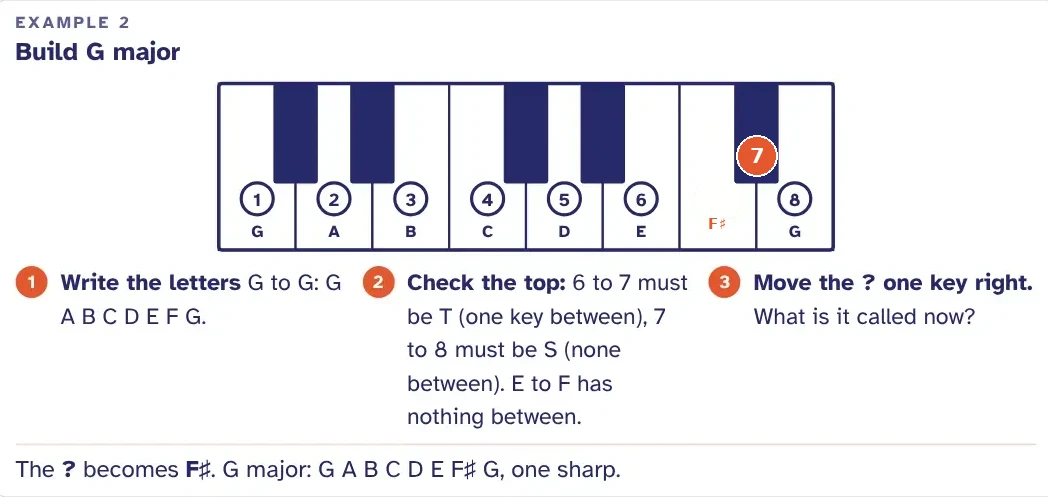 EXAMPLE 2
Build G major
7
1 2 3 4 5 6 8
G A B C D E F♯ G
1 Write the letters G to G: G
A B C D E F G.
2 Check the top: 6 to 7 must
be T (one key between), 7
to 8 must be S (none
between). E to F has
nothing between.
3 Move the ? one key right.
What is it called now?
The ? becomes F♯. G major: G A B C D E F♯ G, one sharp.